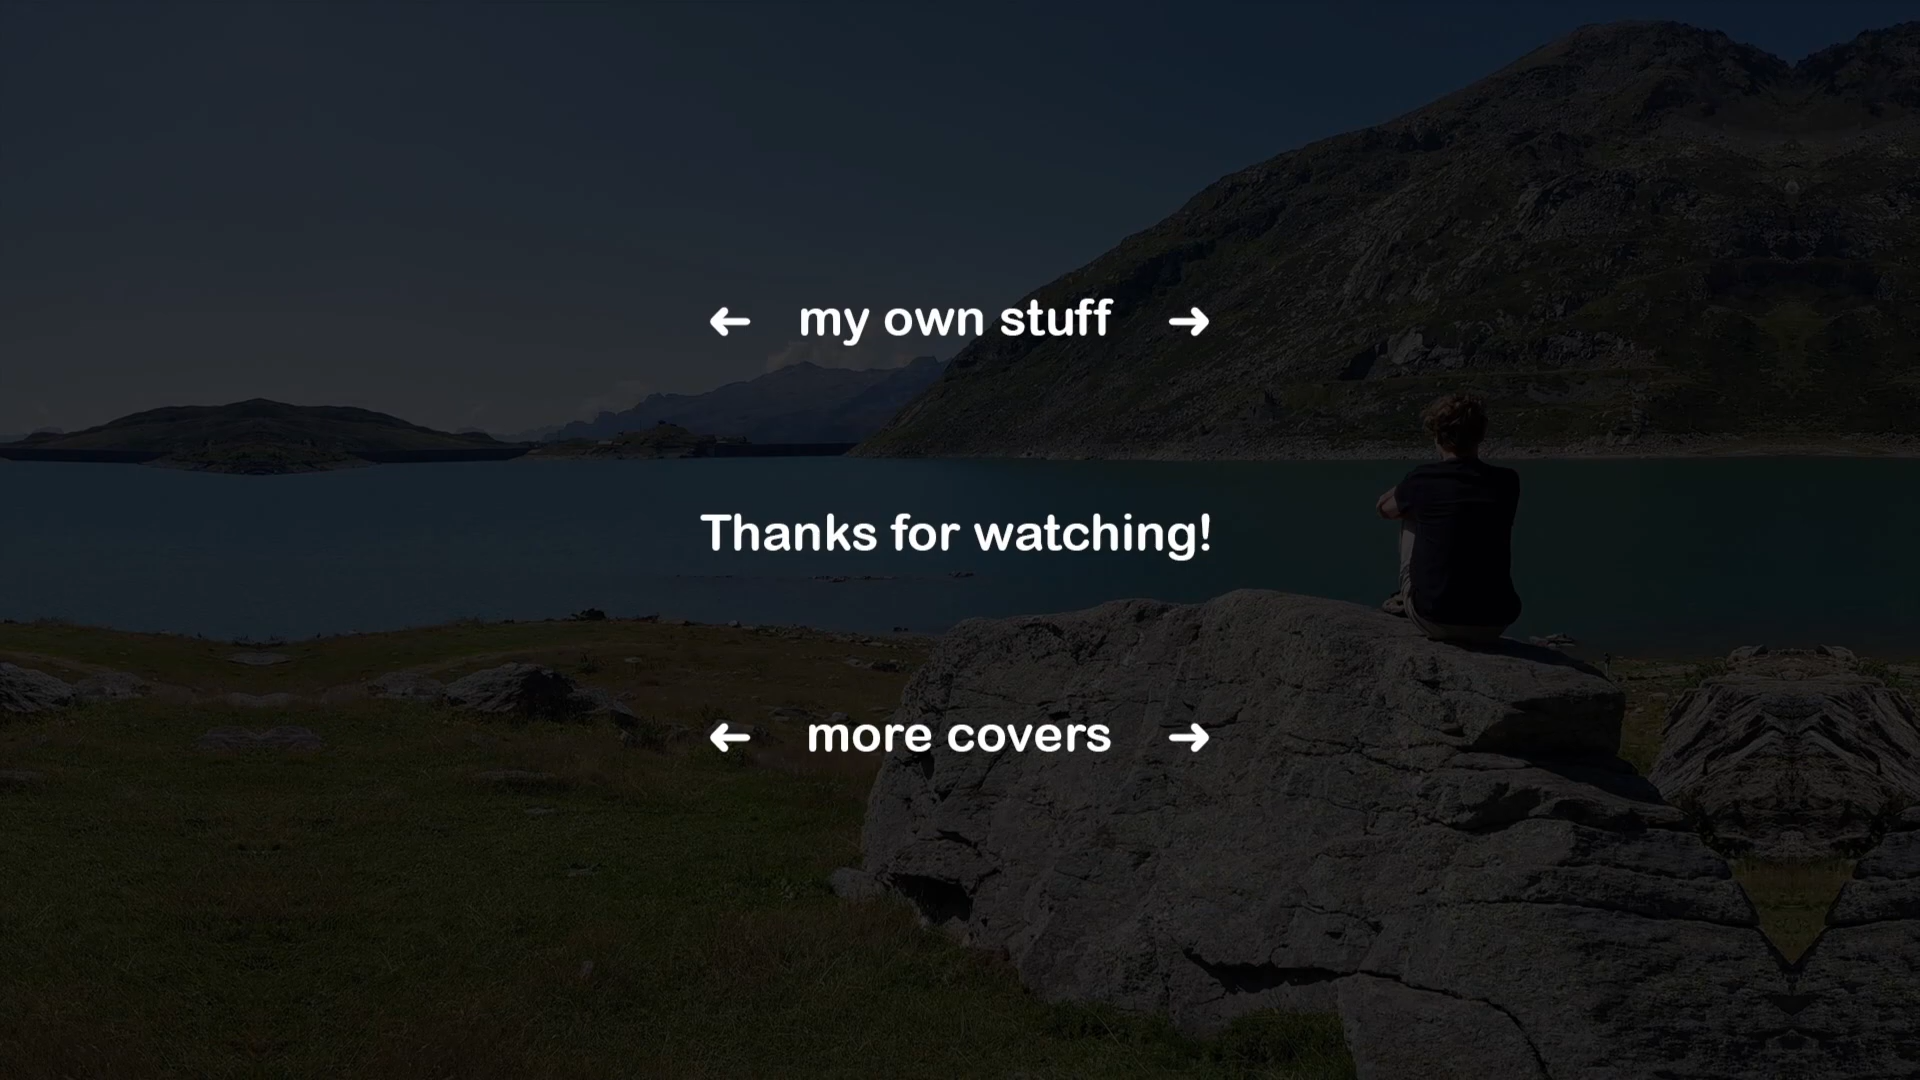 ← my own stuff →
Thanks for watching!
← more covers →